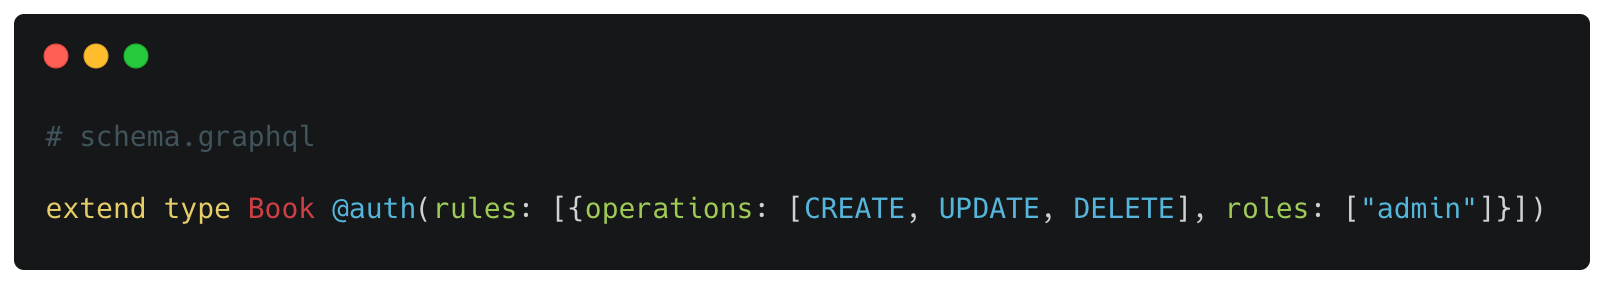 # schema.graphql
extend type Book @auth(rules: [{operations: [CREATE, UPDATE, DELETE], roles: ["admin"]}])